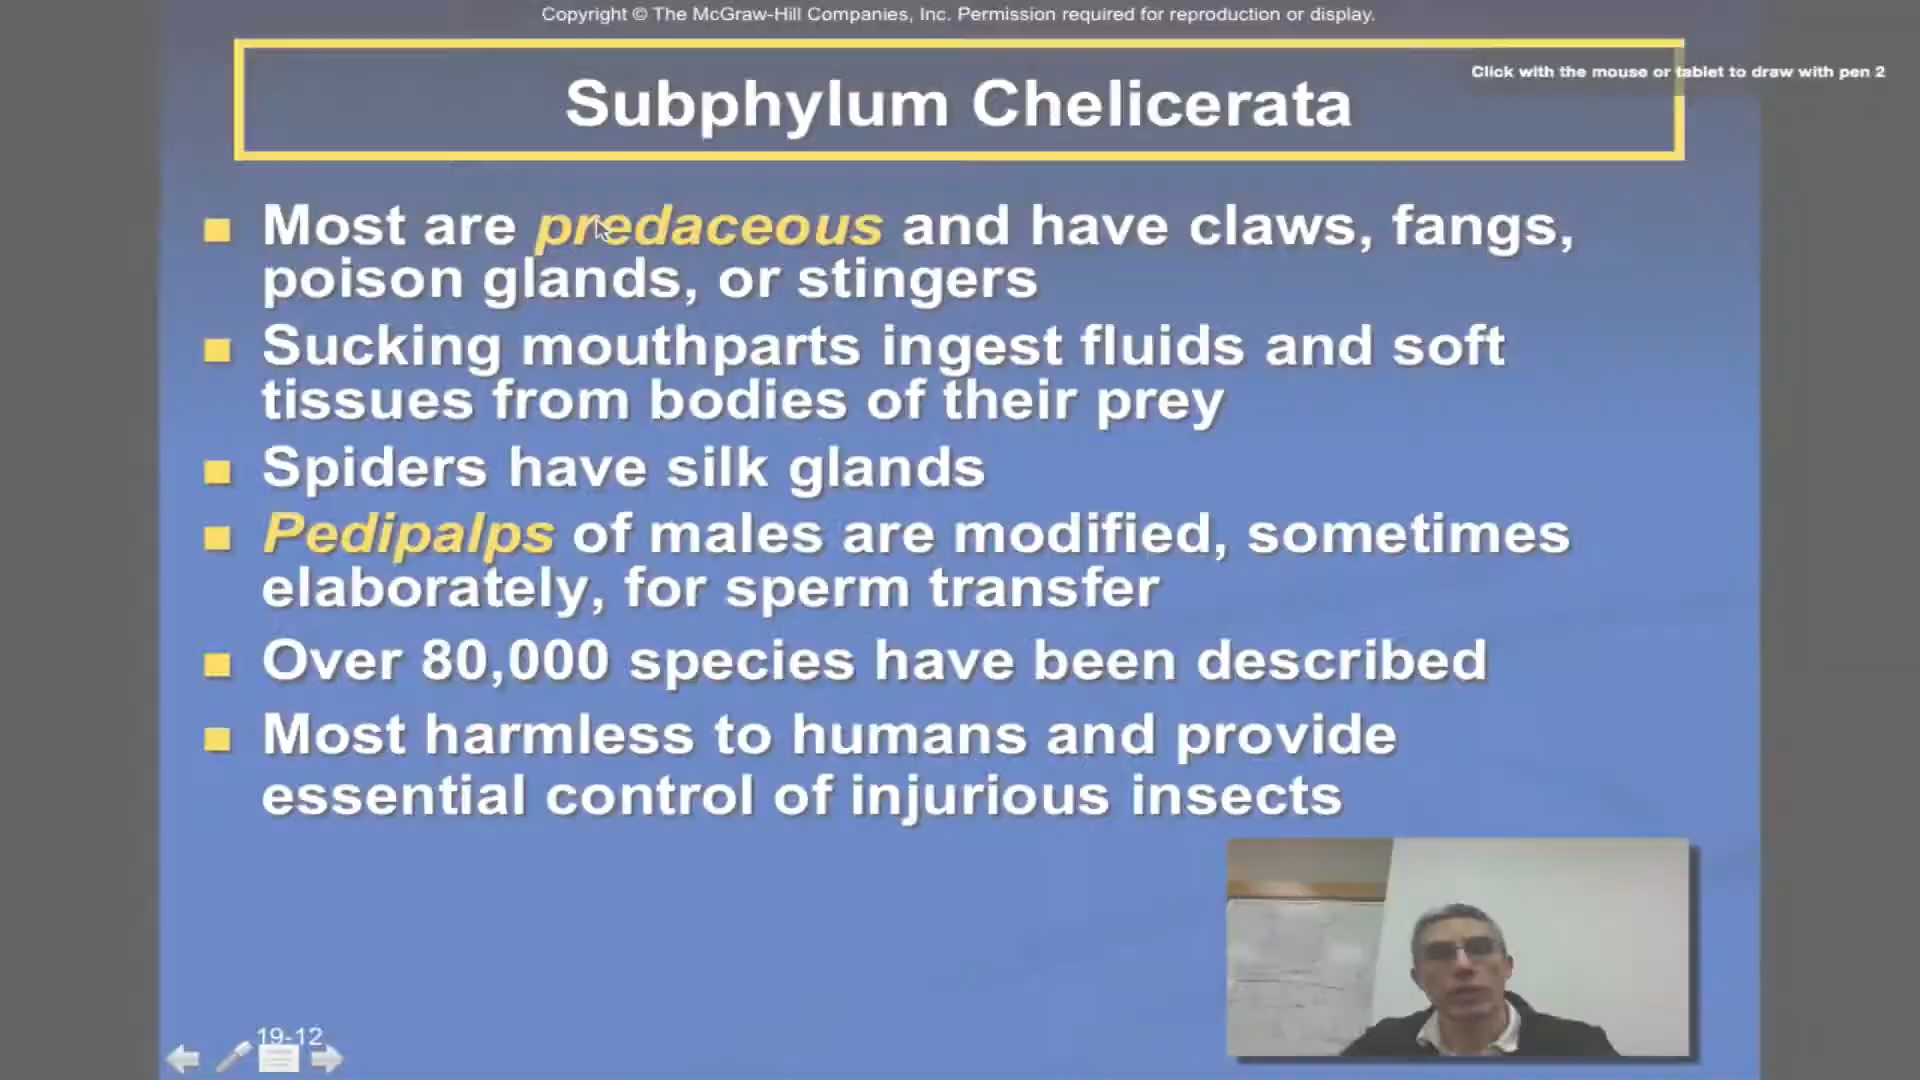 Copyright © The McGraw-Hill Companies, Inc. Permission required for reproduction or display.
Click with the mouse or tablet to draw with pen 2
Subphylum Chelicerata
Most are predaceous and have claws, fangs,
poison glands, or stingers
Sucking mouthparts ingest fluids and soft
tissues from bodies of their prey
Spiders have silk glands
Pedipalps of males are modified, sometimes
elaborately, for sperm transfer
Over 80,000 species have been described
Most harmless to humans and provide
essential control of injurious insects
19-12